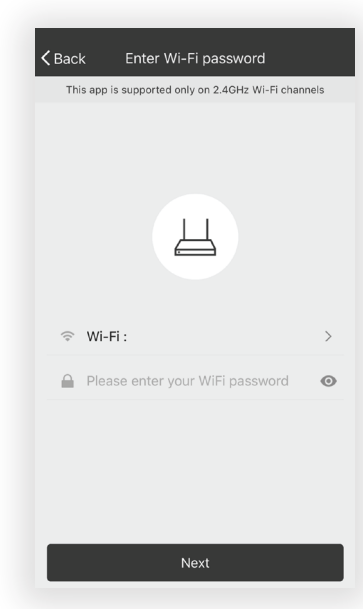 Back
Enter Wi-Fi password
This app is supported only on 2.4GHz Wi-Fi channels
Wi-Fi :
Please enter your WiFi password
Next